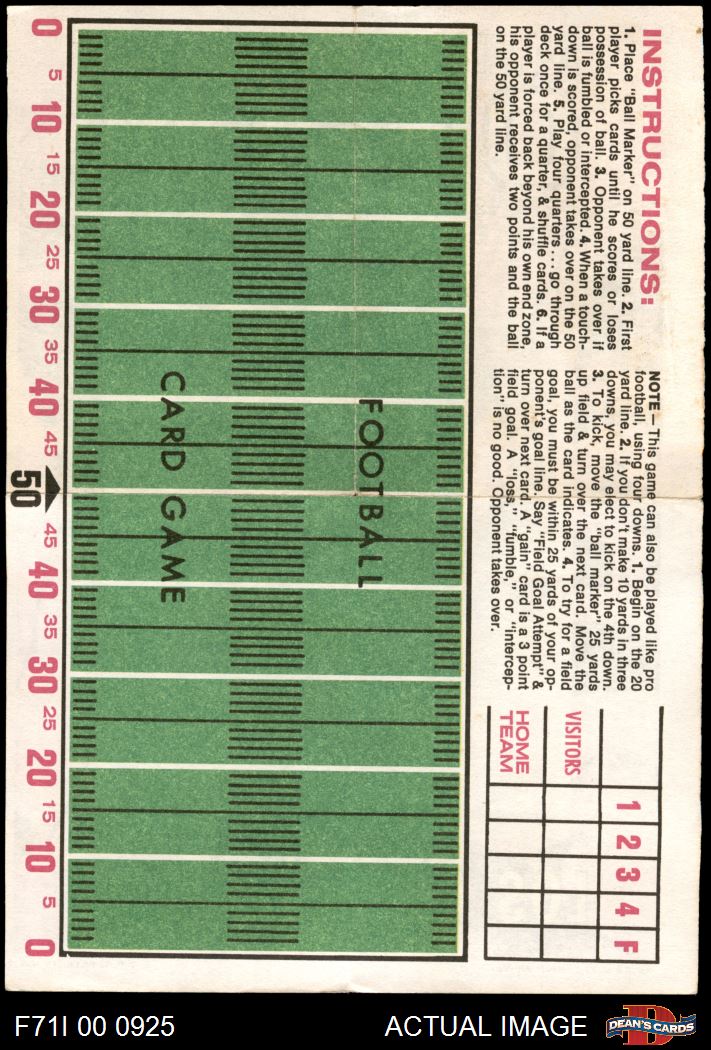 INSTRUCTIONS:
1. Place "Ball Marker" on 50 yard line. 2. First
player picks cards until he scores or loses
possession of ball. 3. Opponent takes over if
ball is fumbled or intercepted. 4. When a touch-
down is scored, opponent takes over on the 50
yard line. 5. Play four quarters . . . go through
deck once for a quarter, & shuffle cards. 6. If a
player is forced back beyond his own end zone,
his opponent receives two points and the ball
on the 50 yard line.
NOTE — This game can also be played like pro
football, using four downs. 1. Begin on the 20
yard line. 2. If you don't make 10 yards in three
downs, you may elect to kick on the 4th down.
3. To kick, move the "ball marker" 25 yards
up field & turn over the next card. Move the
ball as the card indicates. 4. To try for a field
goal, you must be within 25 yards of your op-
ponent's goal line. Say "Field Goal Attempt" &
turn over next card. A "gain" card is a 3 point
field goal. A "loss," "fumble," or "intercep-
tion" is no good. Opponent takes over.
1 2 3 4 F
VISITORS
HOME
TEAM
FOOTBALL
CARD GAME
0 5 10 15 20 25 30 35 40 45 50 45 40 35 30 25 20 15 10 5 0
F71I 00 0925
ACTUAL IMAGE
D
DEAN'S CARDS